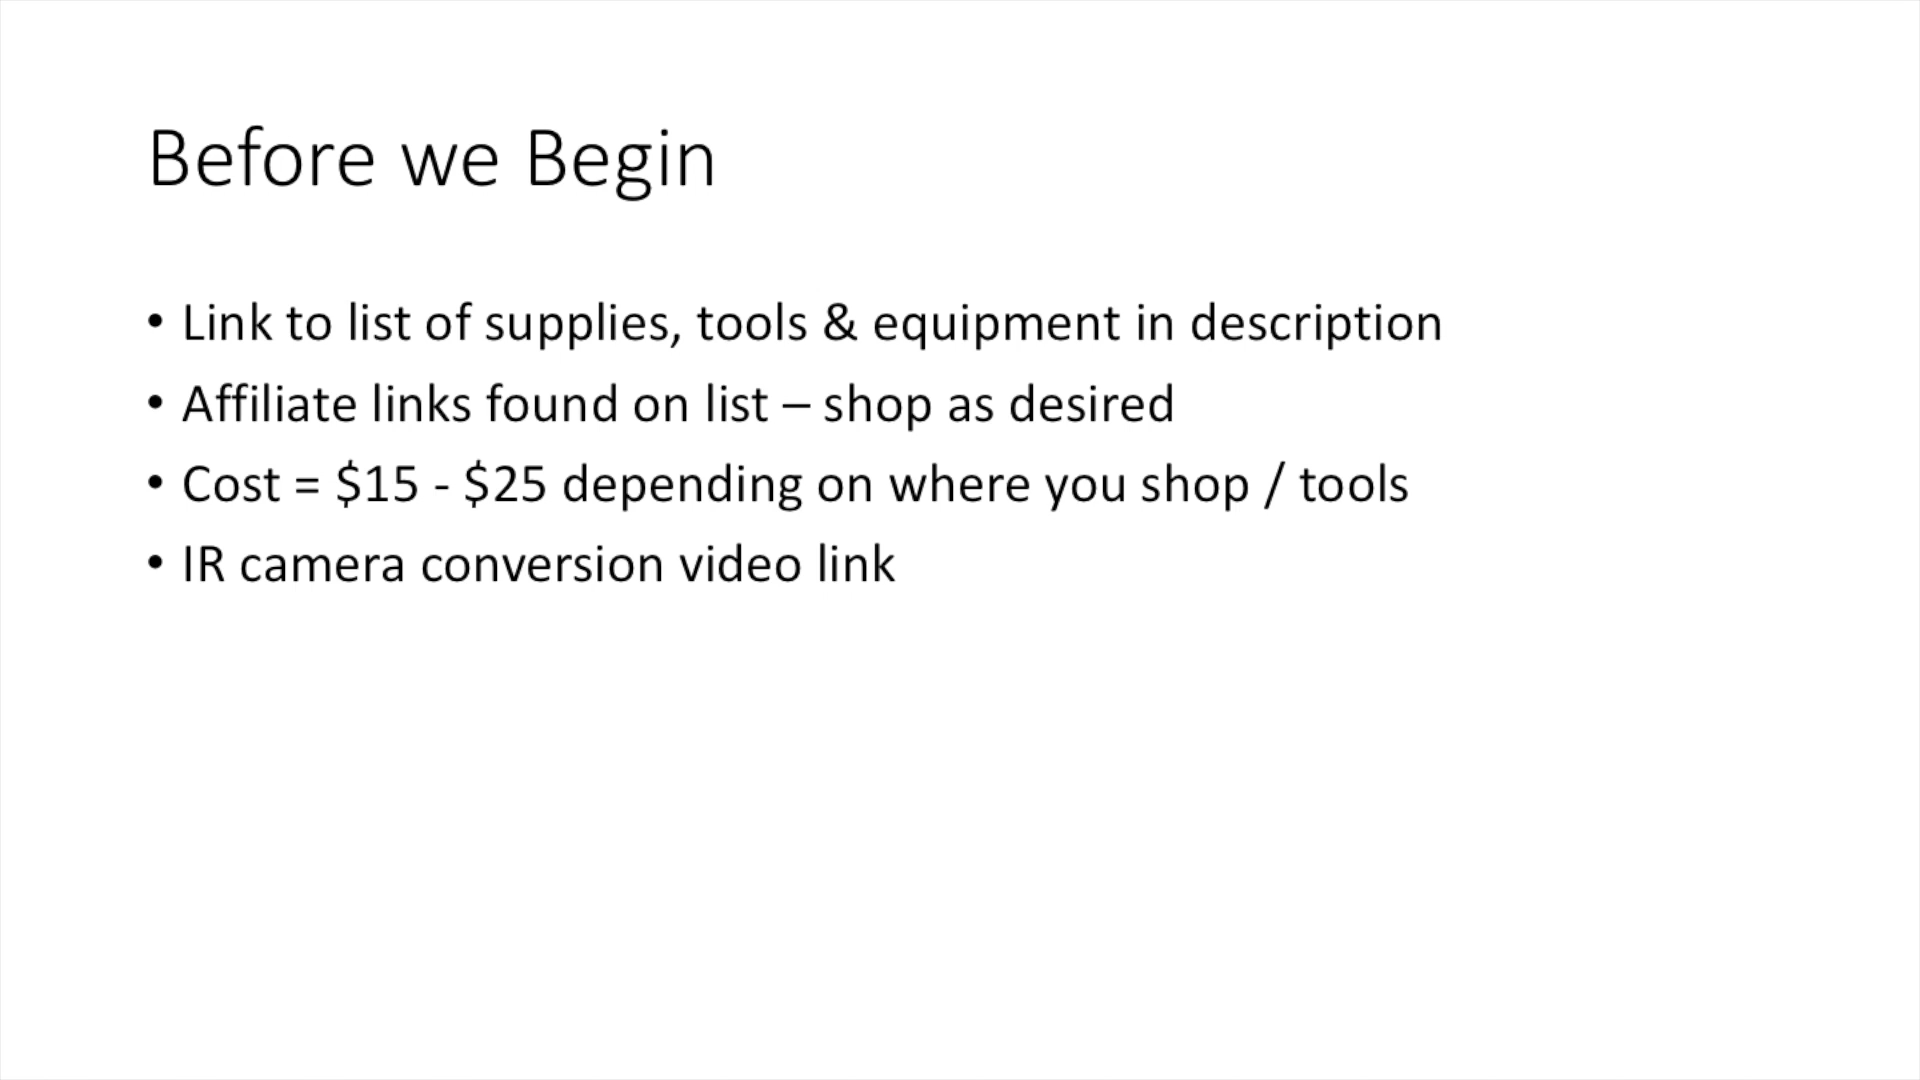 Before we Begin
• Link to list of supplies, tools & equipment in description
• Affiliate links found on list – shop as desired
• Cost = $15 - $25 depending on where you shop / tools
• IR camera conversion video link